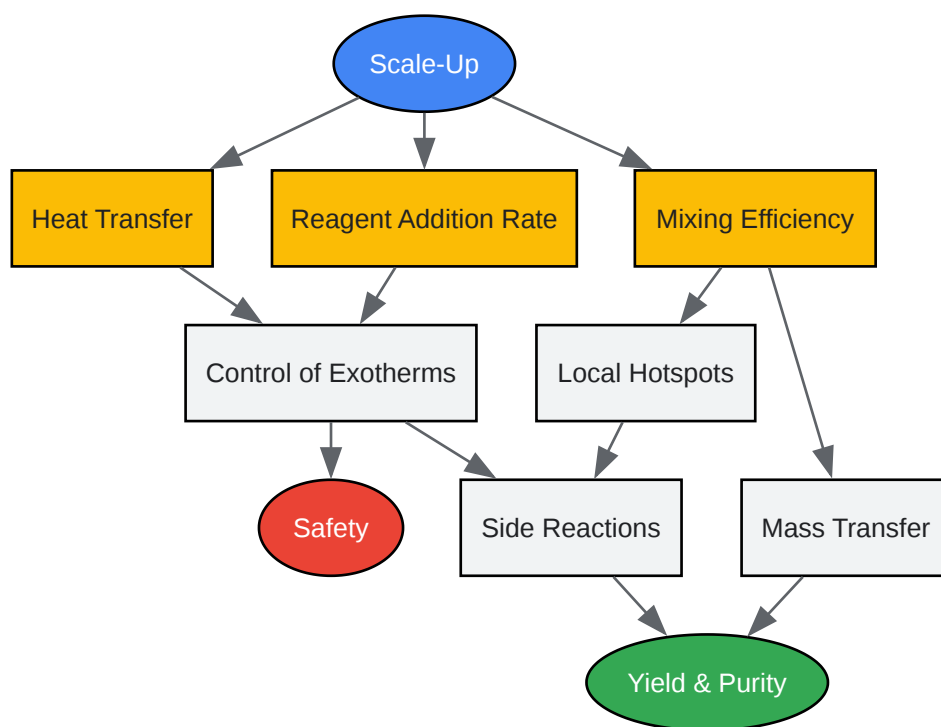 Scale-Up
Heat Transfer
Reagent Addition Rate
Mixing Efficiency
Control of Exotherms
Local Hotspots
Safety
Side Reactions
Mass Transfer
Yield & Purity